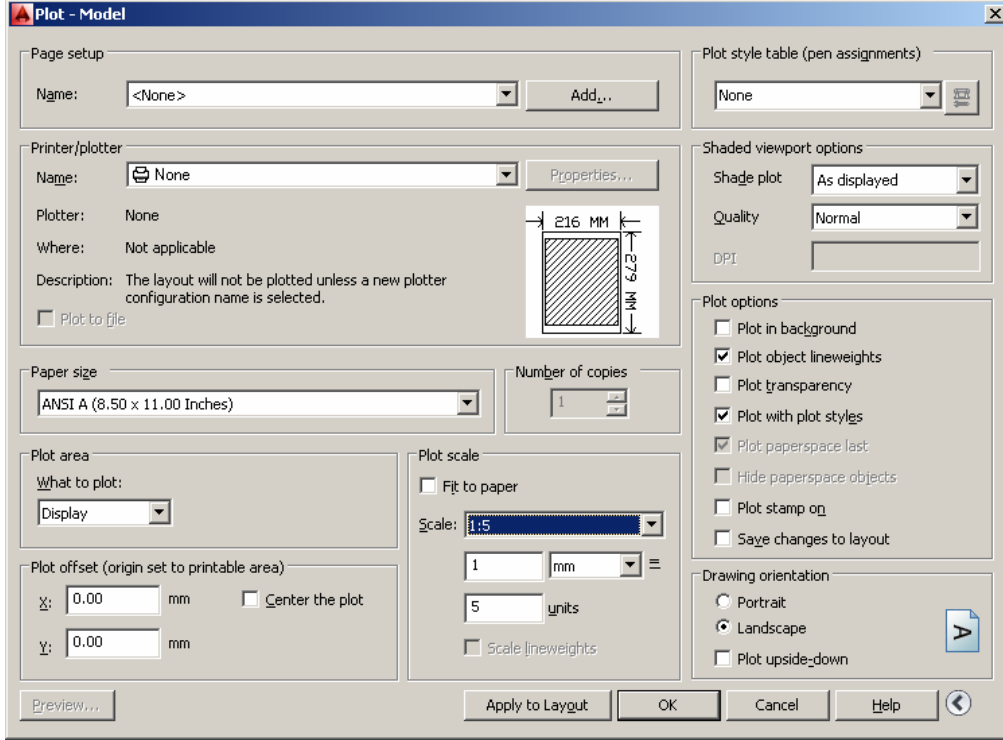 Plot - Model
Page setup
Name: <None> Add...
Printer/plotter
Name: None Properties...
Plotter: None
Where: Not applicable
Description: The layout will not be plotted unless a new plotter
configuration name is selected.
Plot to file
216 MM
279 MM
Paper size
ANSI A (8.50 x 11.00 Inches)
Number of copies
1
Plot area
What to plot:
Display
Plot offset (origin set to printable area)
X: 0.00 mm Center the plot
Y: 0.00 mm
Plot scale
Fit to paper
Scale: 1:5
1 mm =
5 units
Scale lineweights
Plot style table (pen assignments)
None
Shaded viewport options
Shade plot As displayed
Quality Normal
DPI
Plot options
Plot in background
Plot object lineweights
Plot transparency
Plot with plot styles
Plot paperspace last
Hide paperspace objects
Plot stamp on
Save changes to layout
Drawing orientation
Portrait
Landscape
Plot upside-down
A
Preview... Apply to Layout OK Cancel Help